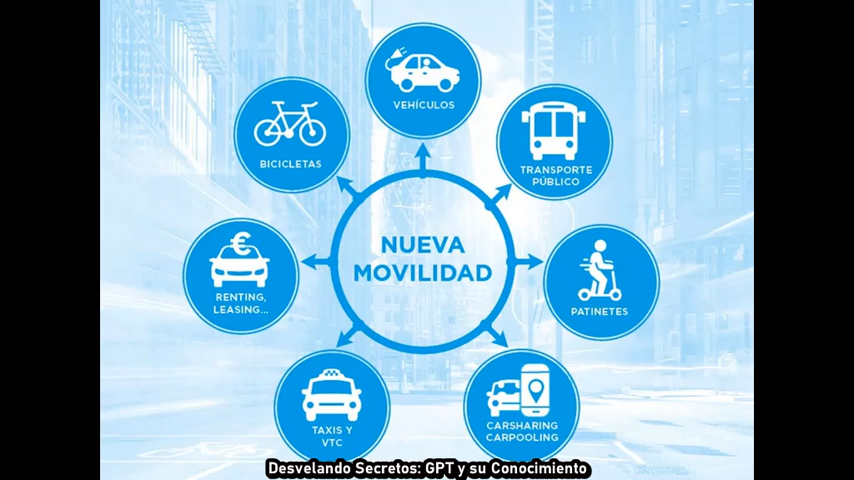 VEHÍCULOS
BICICLETAS
TRANSPORTE
PÚBLICO
NUEVA
MOVILIDAD
€
RENTING,
LEASING...
PATINETES
TAXIS Y
VTC
CARSHARING
CARPOOLING
Desvelando Secretos: GPT y su Conocimiento